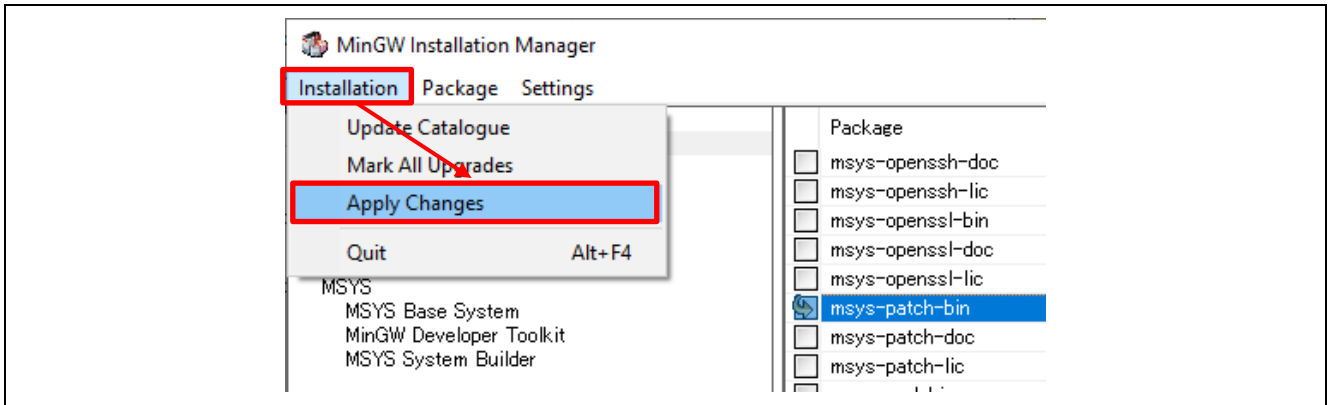 MinGW Installation Manager
Installation Package Settings
Update Catalogue
Mark All Upgrades
Apply Changes
Quit Alt+F4
MSYS
MSYS Base System
MinGW Developer Toolkit
MSYS System Builder
Package
msys-openssh-doc
msys-openssh-lic
msys-openssl-bin
msys-openssl-doc
msys-openssl-lic
msys-patch-bin
msys-patch-doc
msys-patch-lic